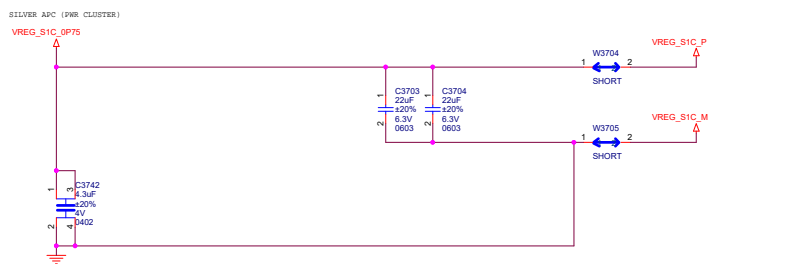 SILVER APC (PWR CLUSTER)
VREG_S1C_0P75
VREG_S1C_P
W3704
1
2
SHORT
C3703
22uF
±20%
6.3V
0603
1
2
C3704
22uF
±20%
6.3V
0603
1
2
VREG_S1C_M
W3705
1
2
SHORT
C3742
4.3uF
±20%
4V
0402
1
3
2
4